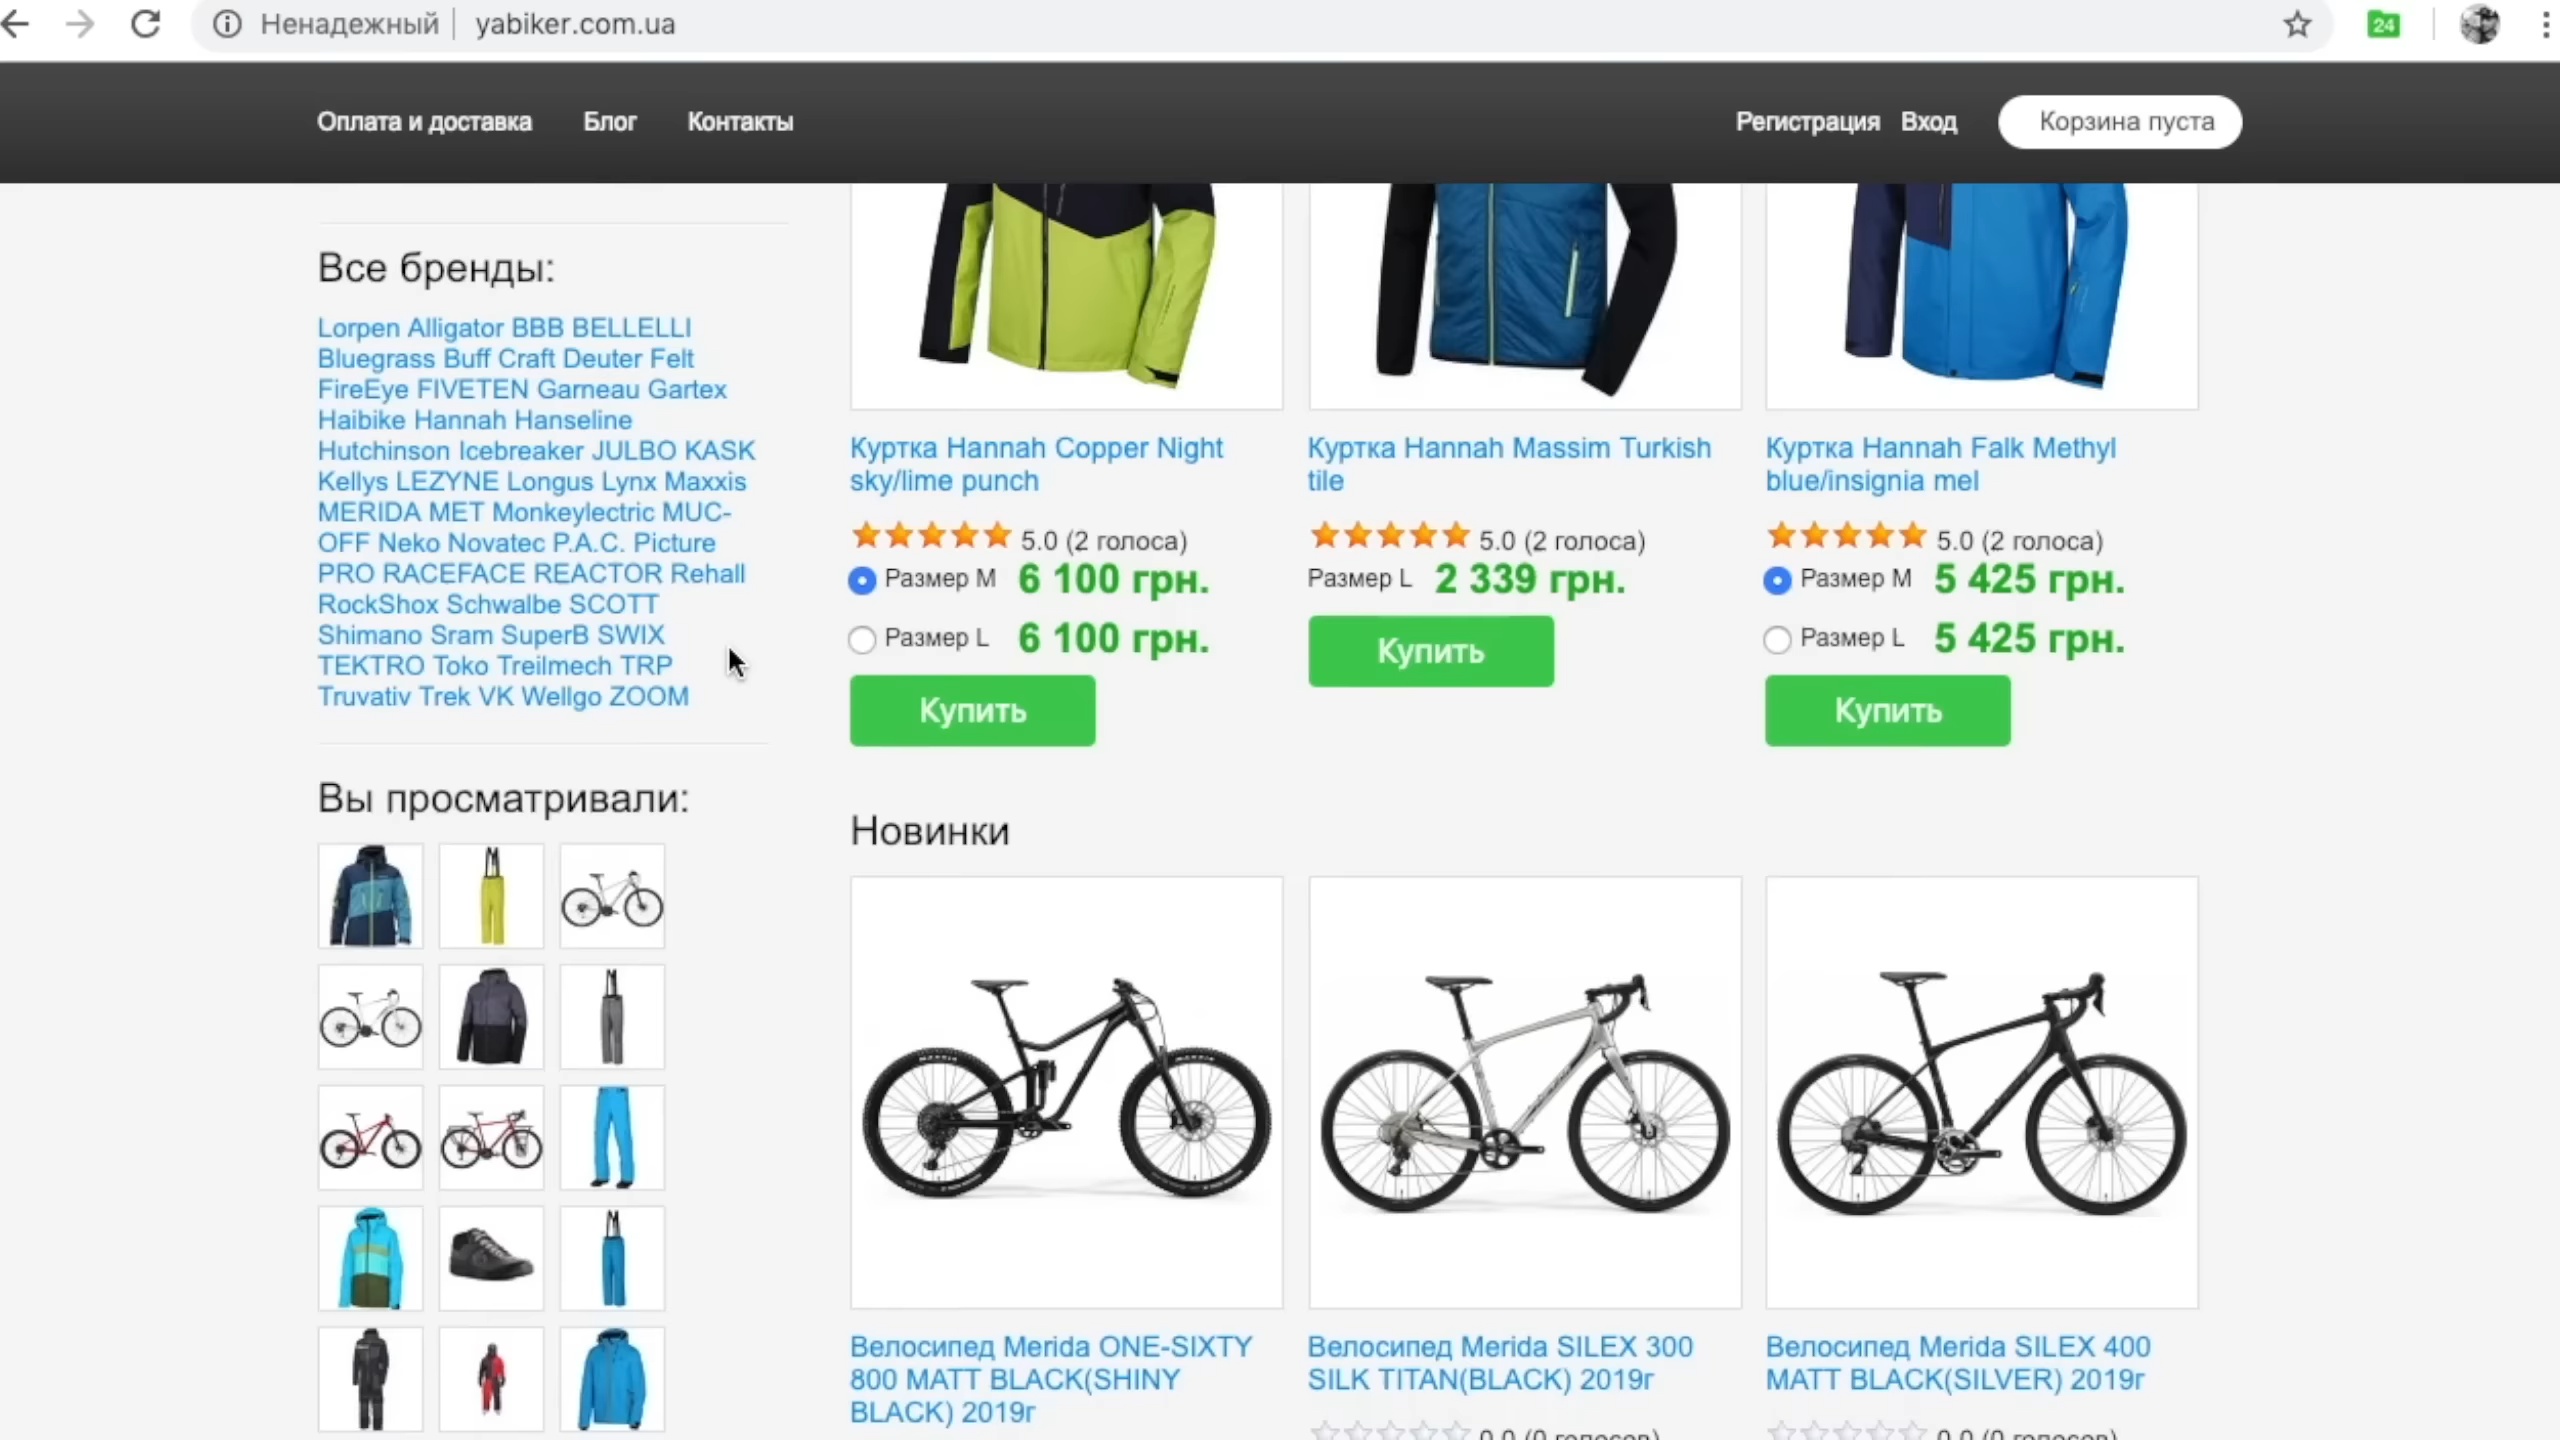 Ненадежный | yabiker.com.ua
24
Оплата и доставка Блог Контакты Регистрация Вход Корзина пуста
Все бренды:
Lorpen Alligator BBB BELLELLI
Bluegrass Buff Craft Deuter Felt
FireEye FIVETEN Garneau Gartex
Haibike Hannah Hanseline
Hutchinson Icebreaker JULBO KASK
Kellys LEZYNE Longus Lynx Maxxis
MERIDA MET Monkeylectric MUC-
OFF Neko Novatec P.A.C. Picture
PRO RACEFACE REACTOR Rehall
RockShox Schwalbe SCOTT
Shimano Sram SuperB SWIX
TEKTRO Toko Treilmech TRP
Truvativ Trek VK Wellgo ZOOM
Вы просматривали:
Куртка Hannah Copper Night
sky/lime punch
5.0 (2 голоса)
Размер M 6 100 грн.
Размер L 6 100 грн.
Купить
Куртка Hannah Massim Turkish
tile
5.0 (2 голоса)
Размер L 2 339 грн.
Купить
Куртка Hannah Falk Methyl
blue/insignia mel
5.0 (2 голоса)
Размер M 5 425 грн.
Размер L 5 425 грн.
Купить
Новинки
Велосипед Merida ONE-SIXTY
800 MATT BLACK(SHINY
BLACK) 2019г
Велосипед Merida SILEX 300
SILK TITAN(BLACK) 2019г
0.0 (0 голосов)
Велосипед Merida SILEX 400
MATT BLACK(SILVER) 2019г
0.0 (0 голосов)